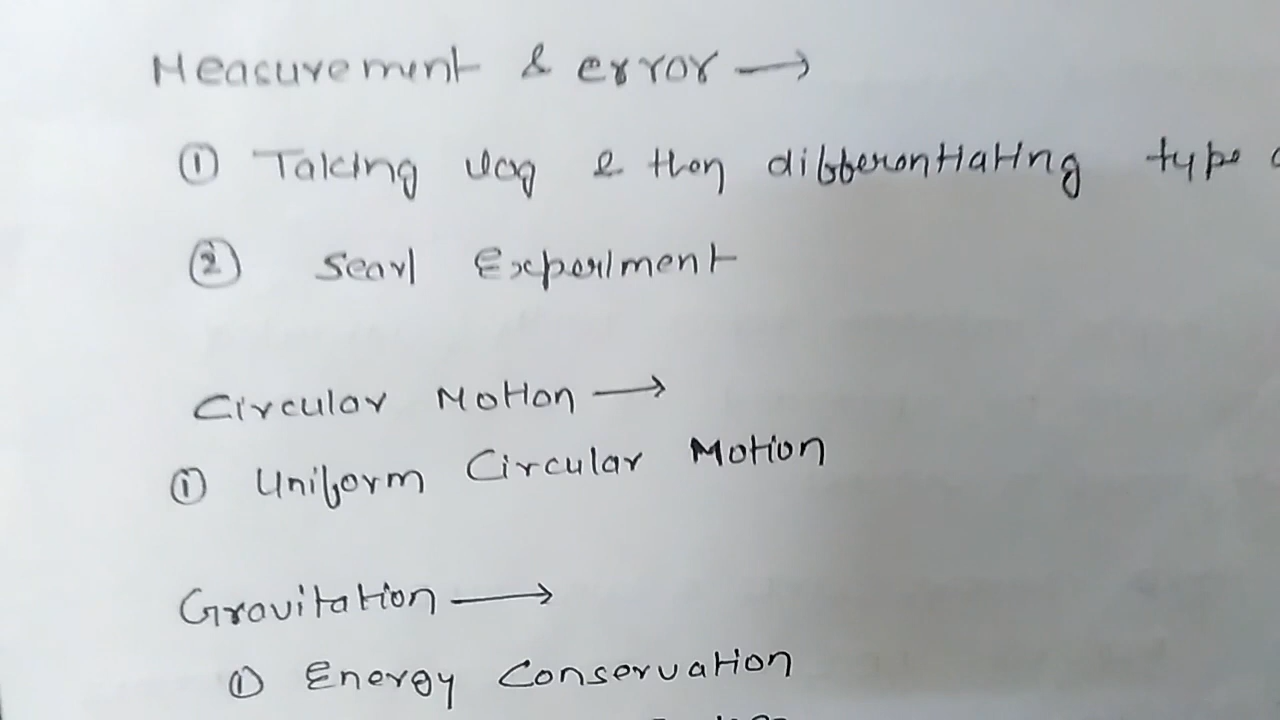 Measurement & error →
① Taking log & then differentiating type
② Searl Experiment
Circular Motion →
① Uniform Circular Motion
Gravitation →
① Energy Conservation